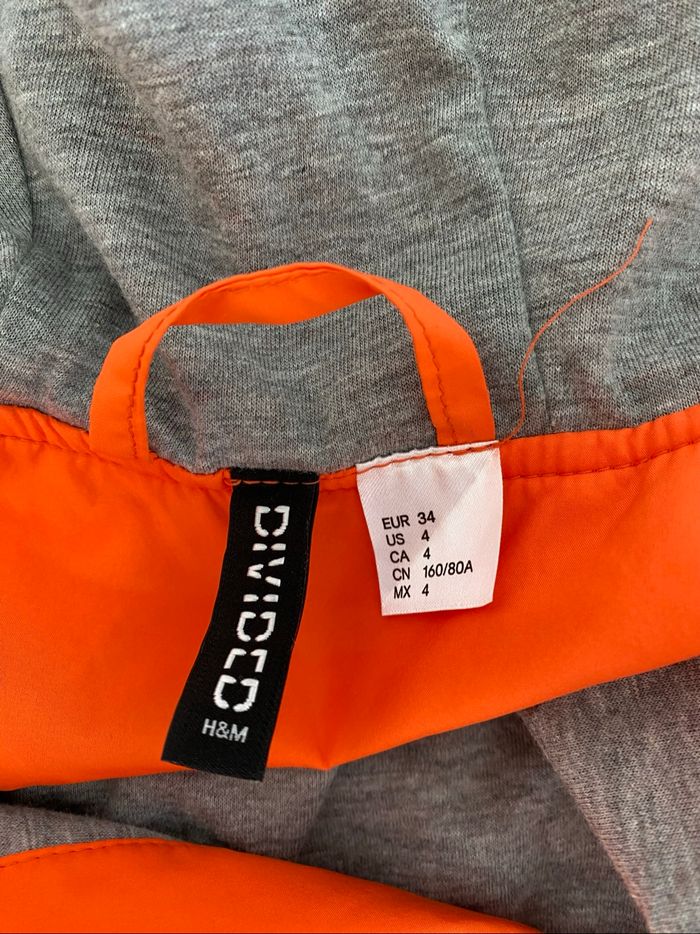 DIVIDED
H&M
EUR 34
US 4
CA 4
CN 160/80A
MX 4